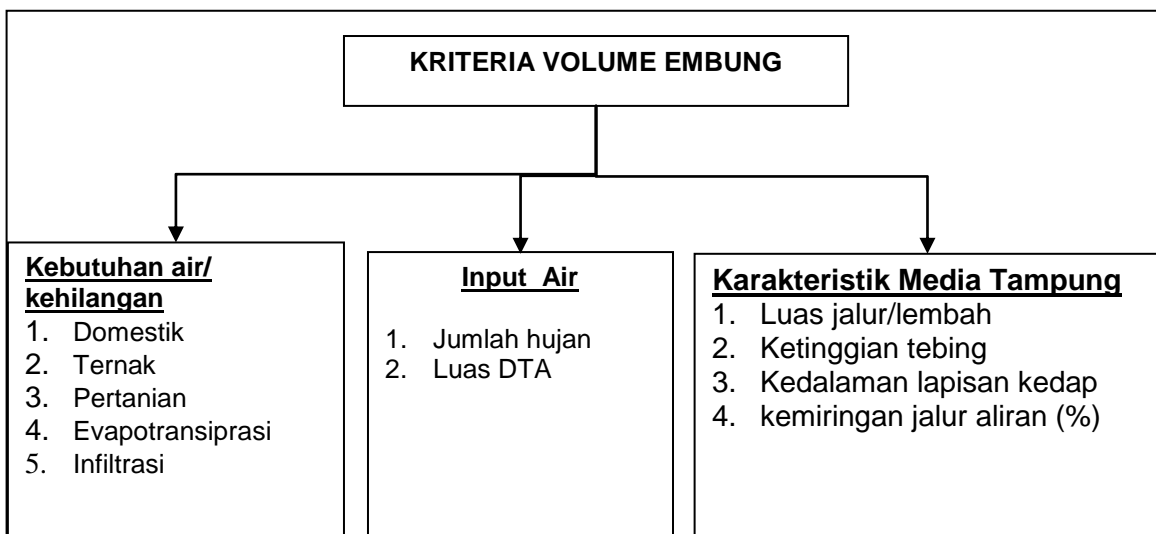 KRITERIA VOLUME EMBUNG
Kebutuhan air/
kehilangan
1. Domestik
2. Ternak
3. Pertanian
4. Evapotransiprasi
5. Infiltrasi
Input Air
1. Jumlah hujan
2. Luas DTA
Karakteristik Media Tampung
1. Luas jalur/lembah
2. Ketinggian tebing
3. Kedalaman lapisan kedap
4. kemiringan jalur aliran (%)